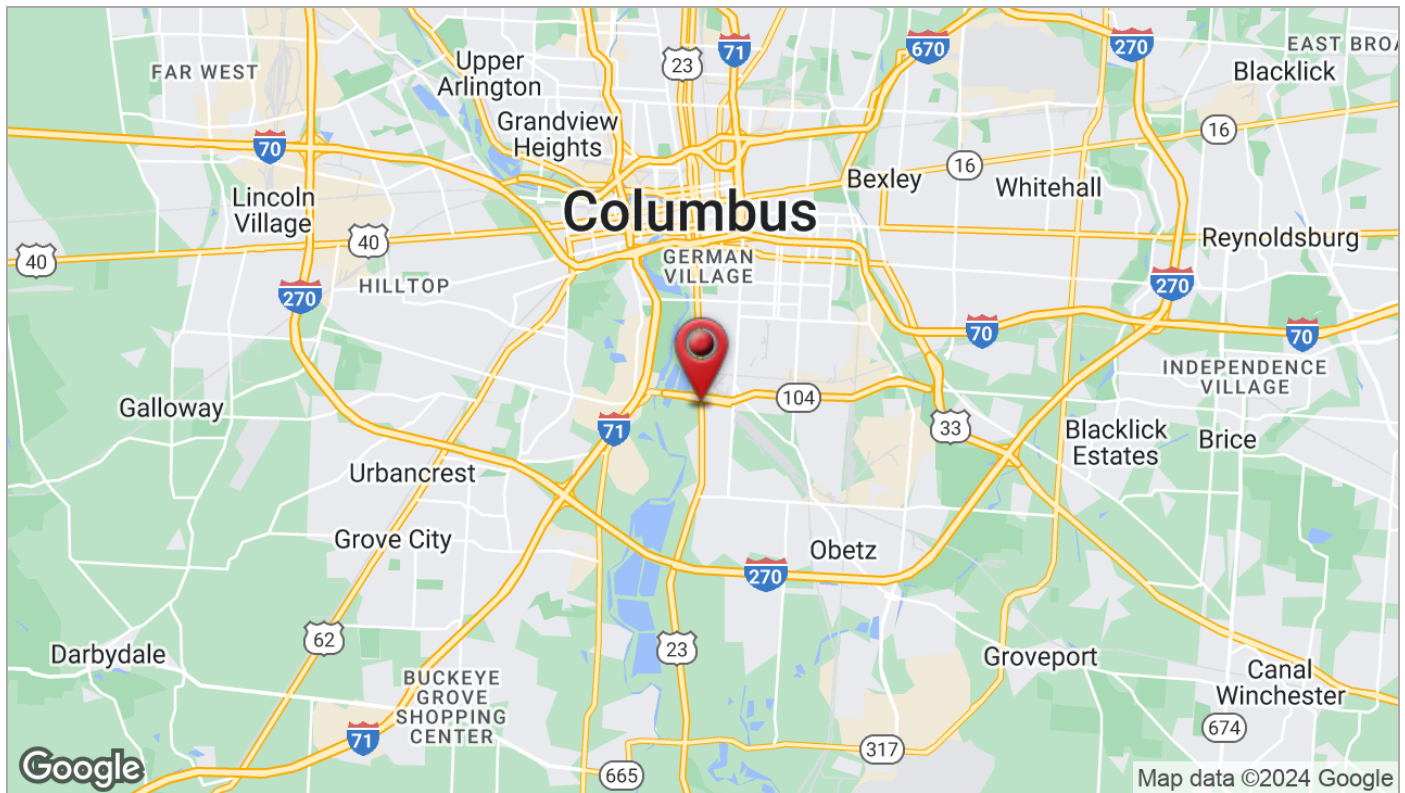 71
670
270
EAST BROA
23
Upper
Arlington
FAR WEST
Blacklick
Grandview
Heights
16
70
16
Bexley
Whitehall
Lincoln
Village
Columbus
40
40
Reynoldsburg
GERMAN
VILLAGE
HILLTOP
270
270
70
70
INDEPENDENCE
VILLAGE
104
Galloway
71
33
Blacklick
Estates
Brice
Urbancrest
Grove City
Obetz
270
62
23
Darbydale
Groveport
Canal
Winchester
BUCKEYE
GROVE
SHOPPING
CENTER
674
71
317
665
Google
Map data ©2024 Google